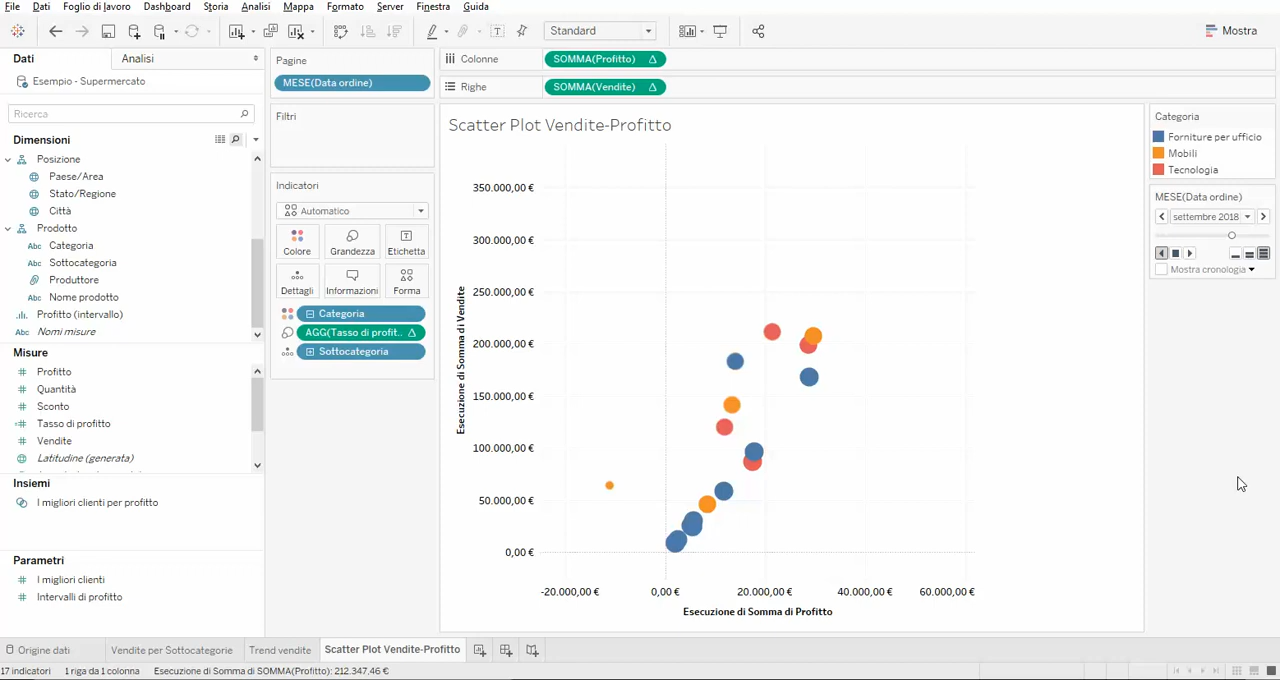 File Dati Foglio di lavoro Dashboard Storia Analisi Mappa Formato Server Finestra Guida
Standard Mostra
Dati Analisi
Esempio - Supermercato
Ricerca
Dimensioni
Posizione
Paese/Area
Stato/Regione
Città
Prodotto
Abc Categoria
Abc Sottocategoria
Produttore
Abc Nome prodotto
Profitto (intervallo)
Abc Nomi misure
Misure
Profitto
Quantità
Sconto
Tasso di profitto
Vendite
Latitudine (generata)
Insiemi
I migliori clienti per profitto
Parametri
I migliori clienti
Intervalli di profitto
Pagine
MESE(Data ordine)
Filtri
Indicatori
Automatico
Colore Grandezza Etichetta
Dettagli Informazioni Forma
Categoria
AGG(Tasso di profit..
Sottocategoria
Colonne SOMMA(Profitto)
Righe SOMMA(Vendite)
Scatter Plot Vendite-Profitto
Esecuzione di Somma di Vendite
350.000,00 €
300.000,00 €
250.000,00 €
200.000,00 €
150.000,00 €
100.000,00 €
50.000,00 €
0,00 €
-20.000,00 € 0,00 € 20.000,00 € 40.000,00 € 60.000,00 €
Esecuzione di Somma di Profitto
Categoria
Forniture per ufficio
Mobili
Tecnologia
MESE(Data ordine)
settembre 2018
Mostra cronologia
Origine dati Vendite per Sottocategorie Trend vendite Scatter Plot Vendite-Profitto
17 indicatori 1 riga da 1 colonna Esecuzione di Somma di SOMMA(Profitto): 212.347,46 €